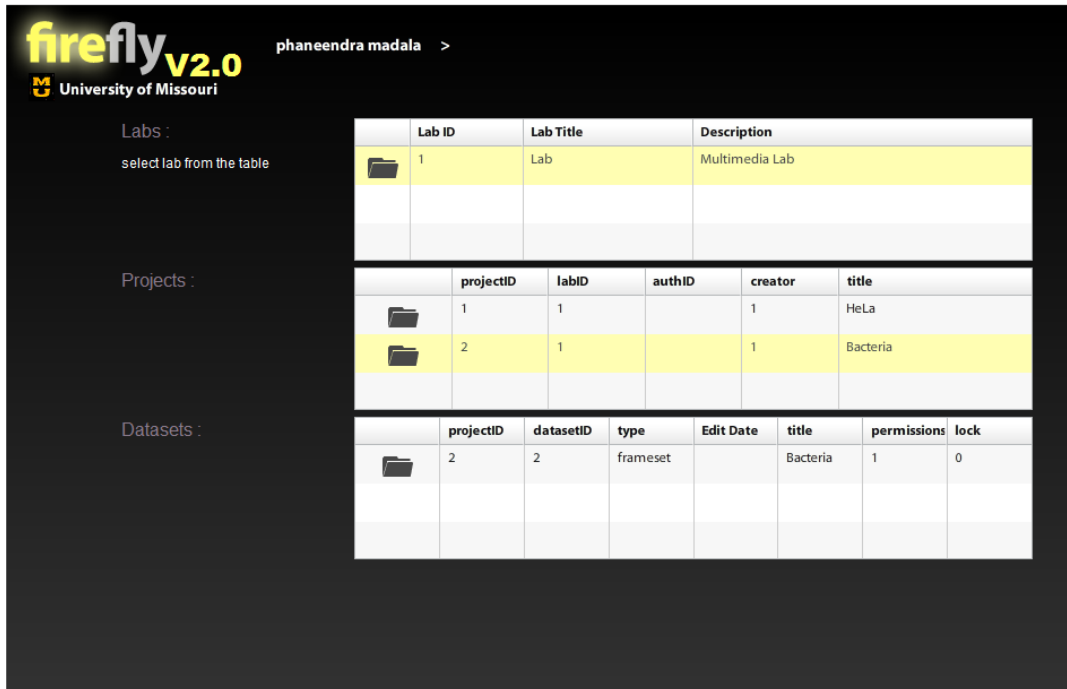 firefly V2.0
phaneendra madala >
University of Missouri
Labs :
select lab from the table
Lab ID Lab Title Description
1 Lab Multimedia Lab
Projects :
projectID labID authID creator title
1 1 1 HeLa
2 1 1 Bacteria
Datasets :
projectID datasetID type Edit Date title permissions lock
2 2 frameset Bacteria 1 0